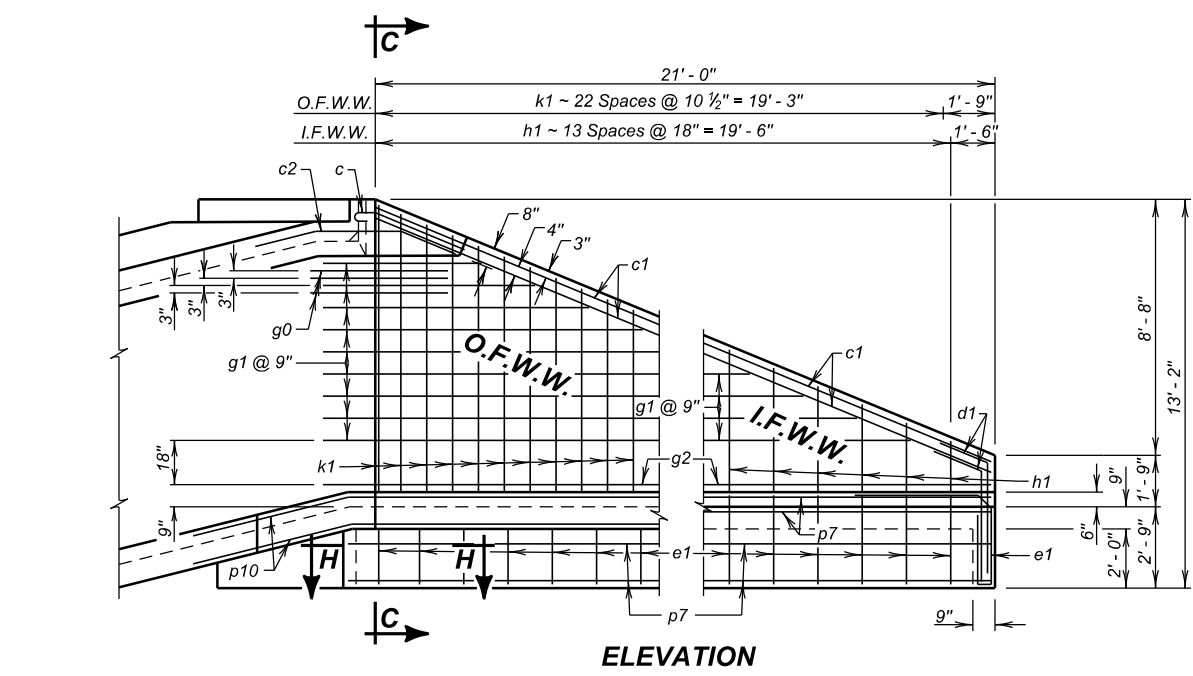 C
21' - 0"
O.F.W.W.
k1 ~ 22 Spaces @ 10 ½" = 19' - 3"
1' - 9"
I.F.W.W.
h1 ~ 13 Spaces @ 18" = 19' - 6"
1' - 6"
c2
c
8"
4"
3"
c1
3"
3"
3"
g0
g1 @ 9"
O.F.W.W.
c1
g1 @ 9"
I.F.W.W.
d1
8' - 8"
13' - 2"
18"
k1
g2
h1
9"
1' - 9"
9"
p7
6"
p10
H
H
e1
e1
2' - 0"
2' - 9"
C
p7
9"
ELEVATION